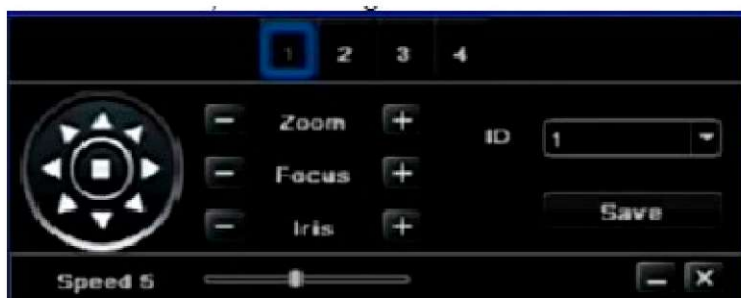 1 2 3 4
− Zoom +
ID 1
− Focus +
− Iris +
Save
Speed 5